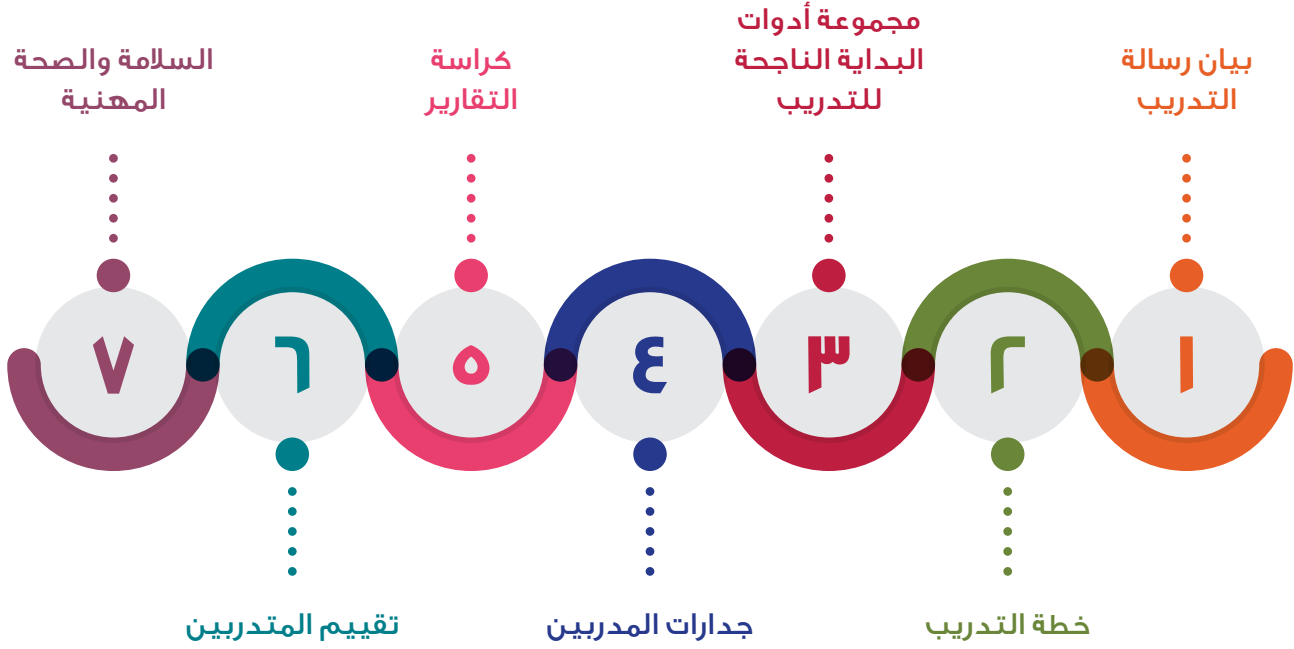 بيان رسالة
التدريب
١
٢
خطة التدريب
مجموعة أدوات
البداية الناجحة
للتدريب
٣
٤
جدارات المدربين
كراسة
التقارير
٥
٦
تقييم المتدربين
السلامة والصحة
المهنية
٧